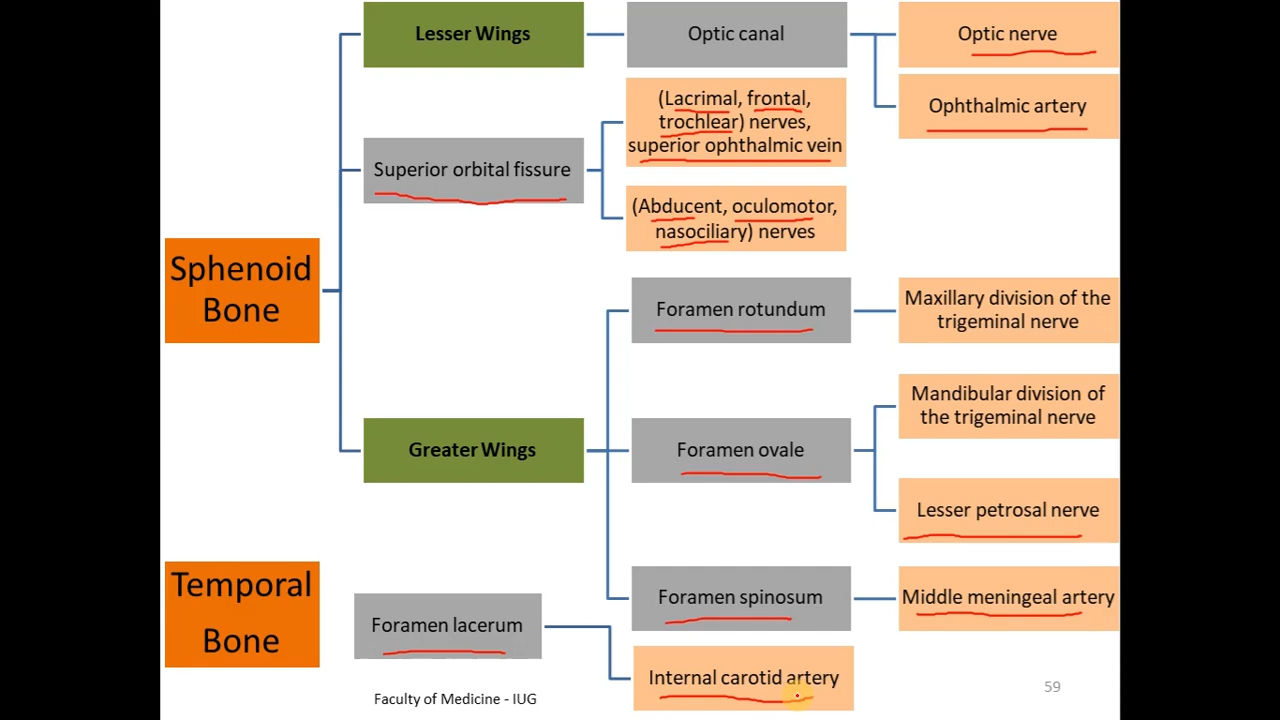 Lesser Wings
Optic canal
Optic nerve
Ophthalmic artery
Superior orbital fissure
(Lacrimal, frontal,
trochlear) nerves,
superior ophthalmic vein
(Abducent, oculomotor,
nasociliary) nerves
Sphenoid
Bone
Greater Wings
Foramen rotundum
Maxillary division of the
trigeminal nerve
Foramen ovale
Mandibular division of
the trigeminal nerve
Lesser petrosal nerve
Foramen spinosum
Middle meningeal artery
Temporal
Bone
Foramen lacerum
Internal carotid artery
Faculty of Medicine - IUG
59